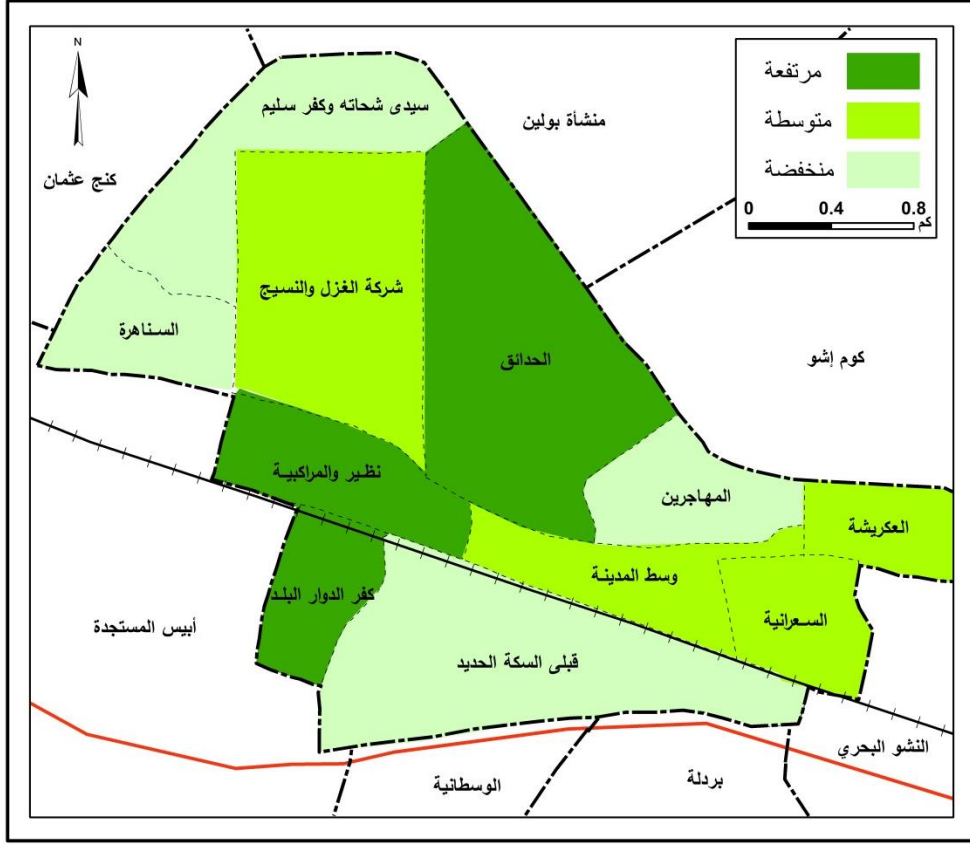 N
مرتفعة
متوسطة
منخفضة
0 0.4 0.8
كم
سيدى شحاته وكفر سليم
منشأة بولين
كنج عثمان
شركة الغزل والنسيج
السناهرة
الحدائق
كوم إشو
نظير والمراكبية
المهاجرين
العكريشة
وسط المدينة
كفر الدوار البلد
السعرانية
أبيس المستجدة
قبلى السكة الحديد
النشو البحري
الوسطانية
بردلة